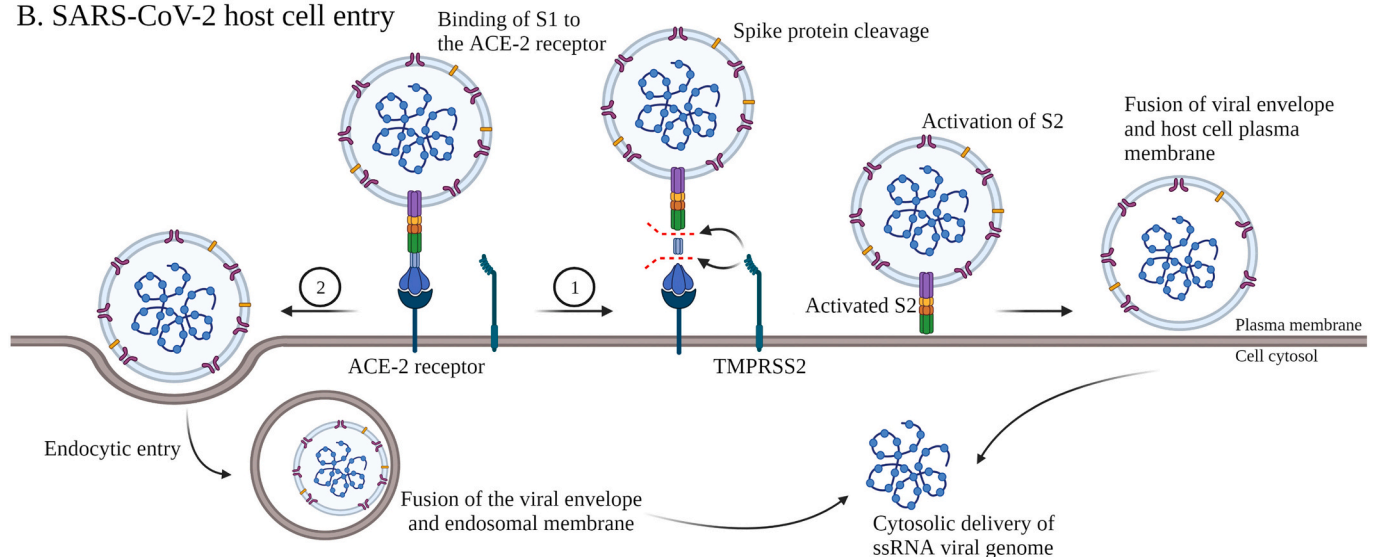 B. SARS-CoV-2 host cell entry
Binding of S1 to
the ACE-2 receptor
Spike protein cleavage
Activation of S2
Fusion of viral envelope
and host cell plasma
membrane
2
1
Activated S2
Plasma membrane
Cell cytosol
ACE-2 receptor
TMPRSS2
Endocytic entry
Fusion of the viral envelope
and endosomal membrane
Cytosolic delivery of
ssRNA viral genome